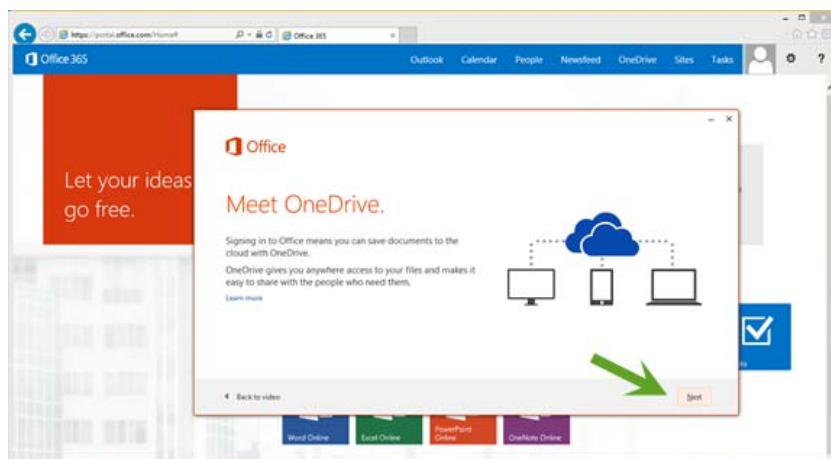 https://portal.office.com/Home#
Office 365
Office 365
Outlook Calendar People Newsfeed OneDrive Sites Tasks
?
Let your ideas
go free.
Office
Meet OneDrive.
Signing in to Office means you can save documents to the
cloud with OneDrive.
OneDrive gives you anywhere access to your files and makes it
easy to share with the people who need them.
Learn more
Back to video
Next
Word Online
Excel Online
PowerPoint
Online
OneNote Online